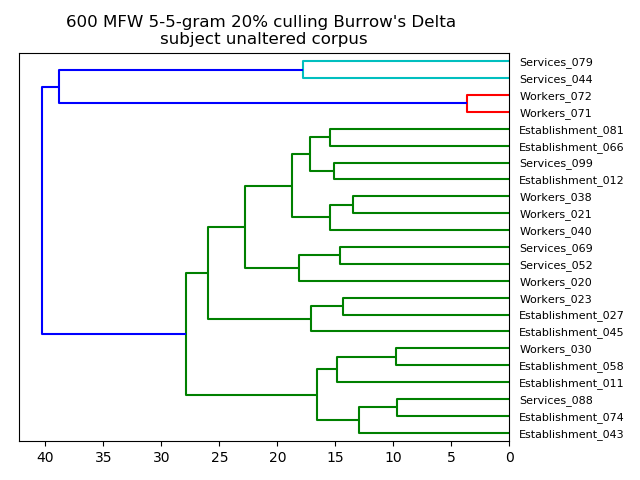 600 MFW 5-5-gram 20% culling Burrow's Delta
subject unaltered corpus
Services_079
Services_044
Workers_072
Workers_071
Establishment_081
Establishment_066
Services_099
Establishment_012
Workers_038
Workers_021
Workers_040
Services_069
Services_052
Workers_020
Workers_023
Establishment_027
Establishment_045
Workers_030
Establishment_058
Establishment_011
Services_088
Establishment_074
Establishment_043
40 35 30 25 20 15 10 5 0